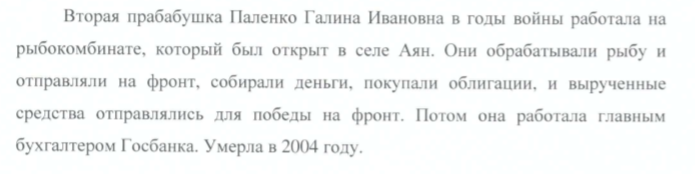 Вторая прабабушка Паленко Галина Ивановна в годы войны работала на
рыбокомбинате, который был открыт в селе Аян. Они обрабатывали рыбу и
отправляли на фронт, собирали деньги, покупали облигации, и вырученные
средства отправлялись для победы на фронт. Потом она работала главным
бухгалтером Госбанка. Умерла в 2004 году.